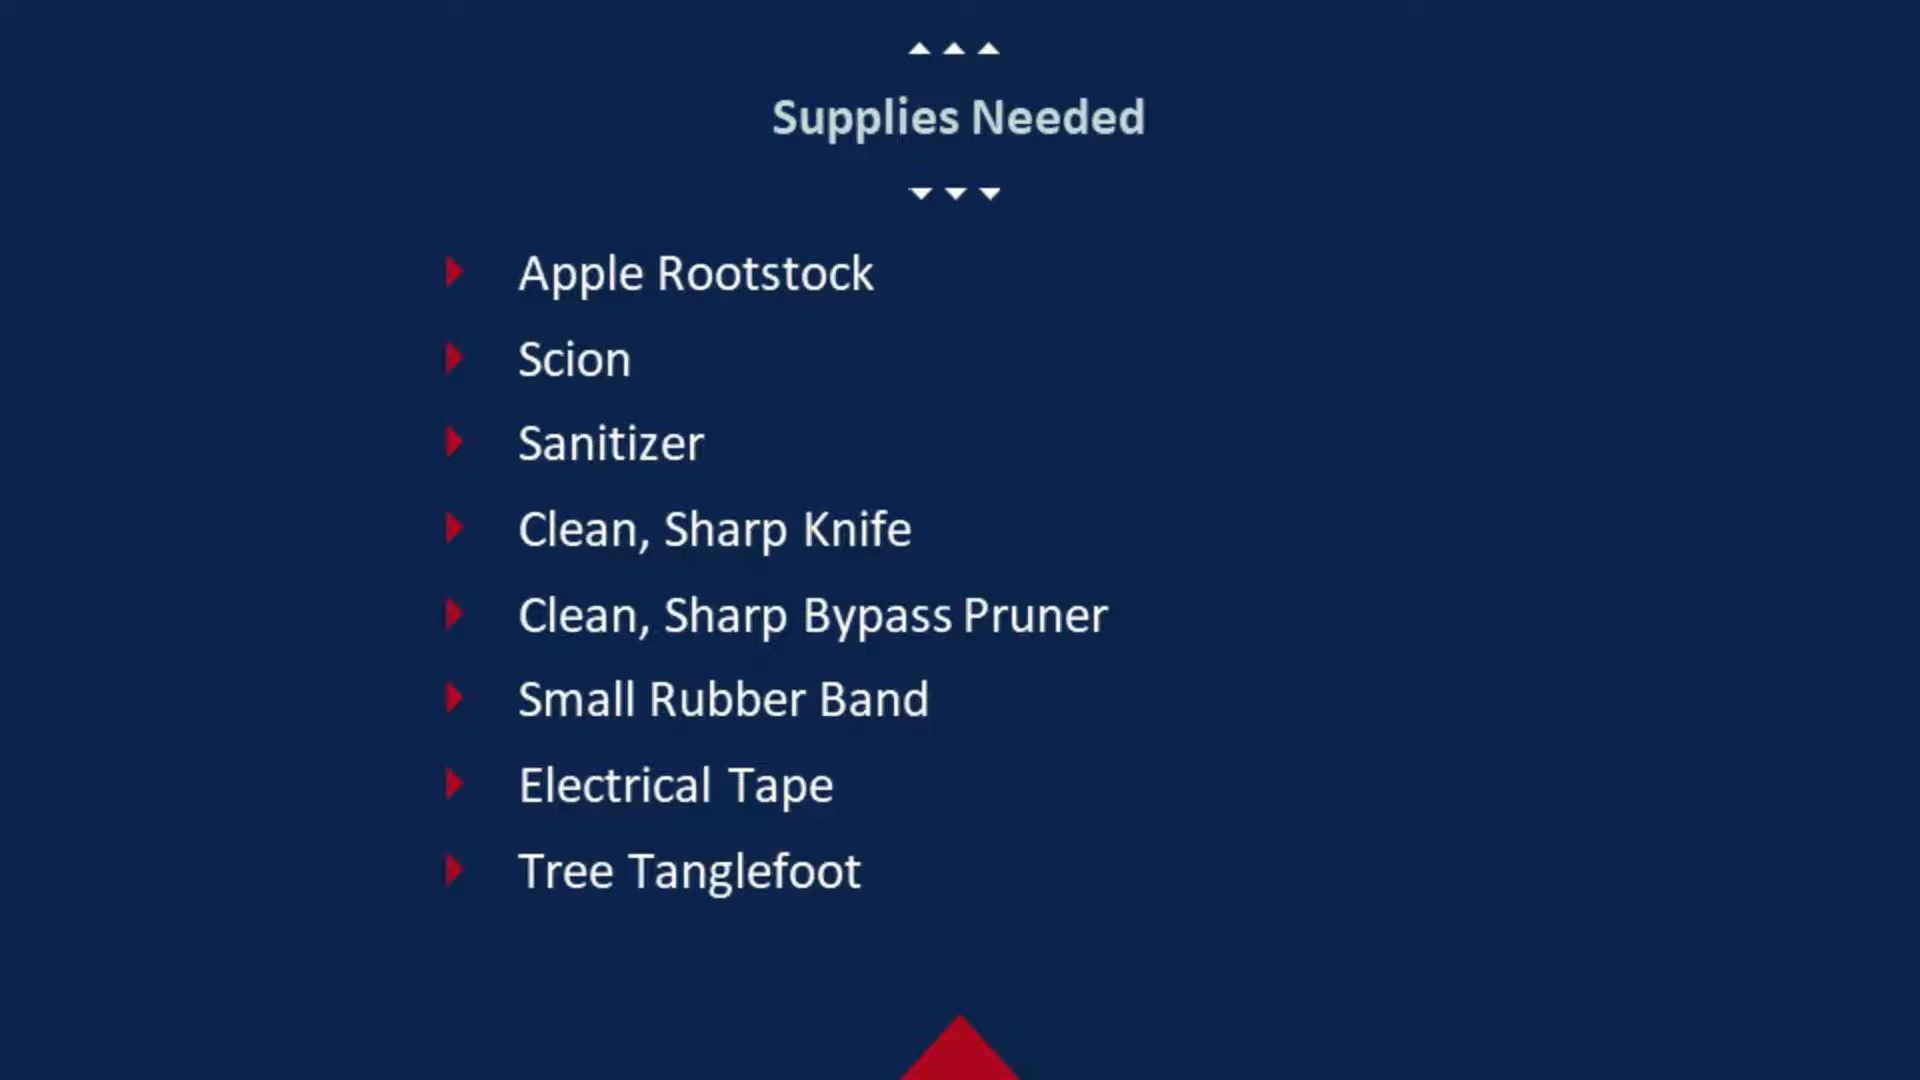 Supplies Needed
Apple Rootstock
Scion
Sanitizer
Clean, Sharp Knife
Clean, Sharp Bypass Pruner
Small Rubber Band
Electrical Tape
Tree Tanglefoot